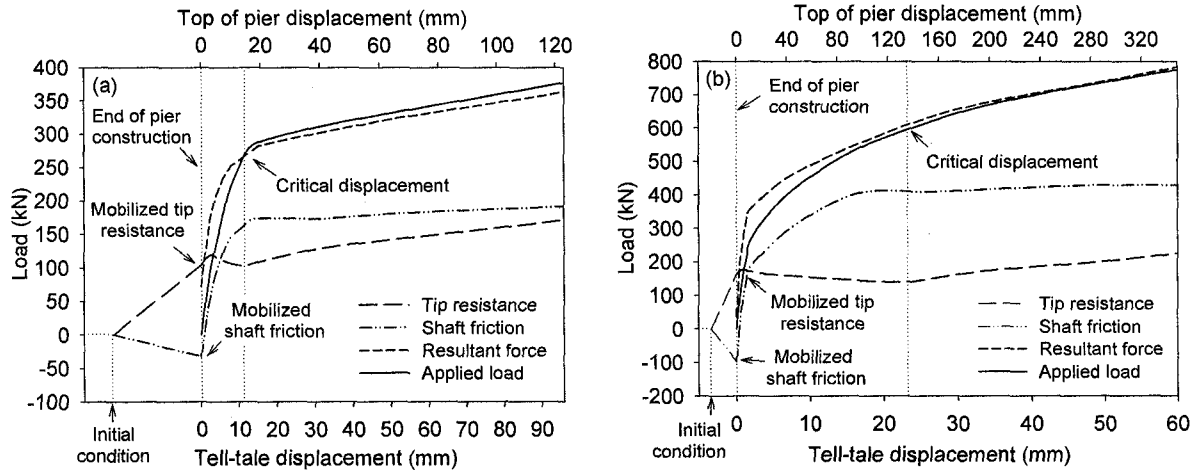 Top of pier displacement (mm)
0 20 40 60 80 100 120
(a)
400
350
300
250
200
150
100
50
0
-50
-100
Load (kN)
End of pier
construction
Critical displacement
Mobilized tip
resistance
Mobilized
shaft friction
Tip resistance
Shaft friction
Resultant force
Applied load
Initial
condition
0 10 20 30 40 50 60 70 80 90
Tell-tale displacement (mm)
Top of pier displacement (mm)
0 40 80 120 160 200 240 280 320
(b)
800
700
600
500
400
300
200
100
0
-100
-200
Load (kN)
End of pier
construction
Critical displacement
Mobilized tip
resistance
Mobilized
shaft friction
Tip resistance
Shaft friction
Resultant force
Applied load
Initial
condition
0 10 20 30 40 50 60
Tell-tale displacement (mm)